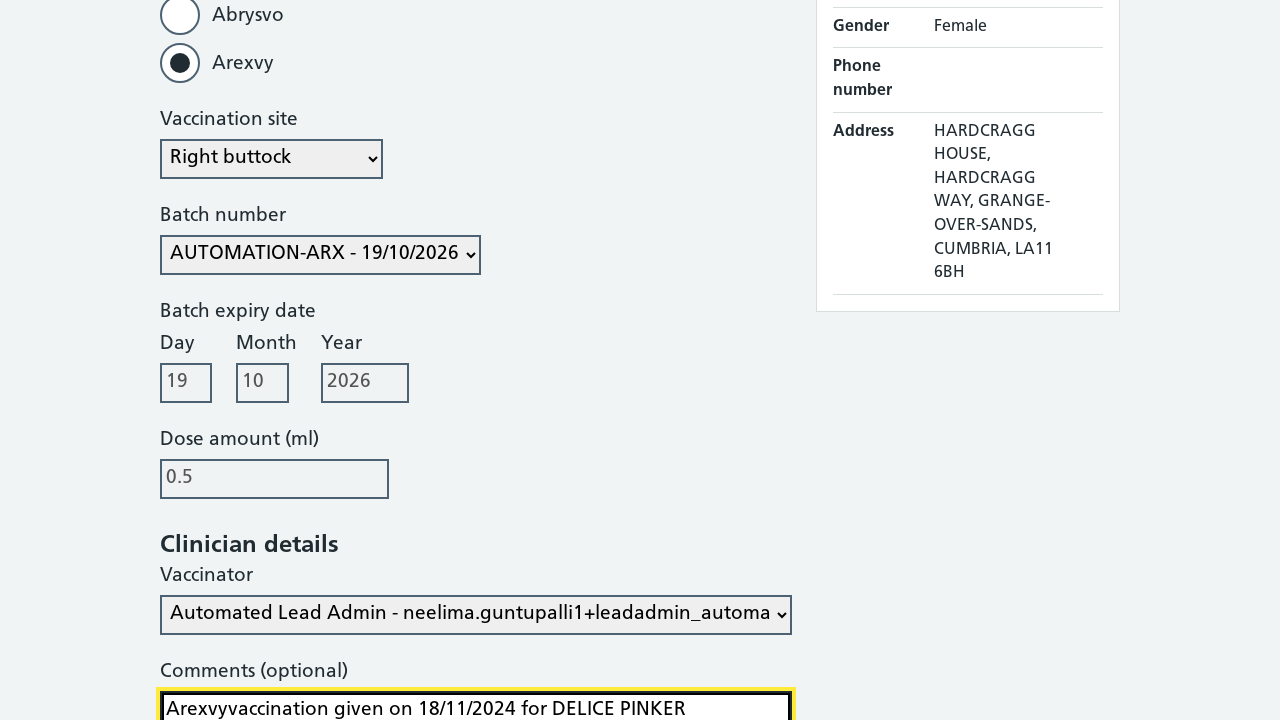 Abrysvo
Arexvy
Vaccination site
Right buttock
Batch number
AUTOMATION-ARX - 19/10/2026
Batch expiry date
Day Month Year
19 10 2026
Dose amount (ml)
0.5
Clinician details
Vaccinator
Automated Lead Admin - neelima.guntupalli1+leadadmin_automa
Comments (optional)
Arexvyvaccination given on 18/11/2024 for DELICE PINKER
Gender Female
Phone
number
Address HARDCRAGG
HOUSE,
HARDCRAGG
WAY, GRANGE-
OVER-SANDS,
CUMBRIA, LA11
6BH